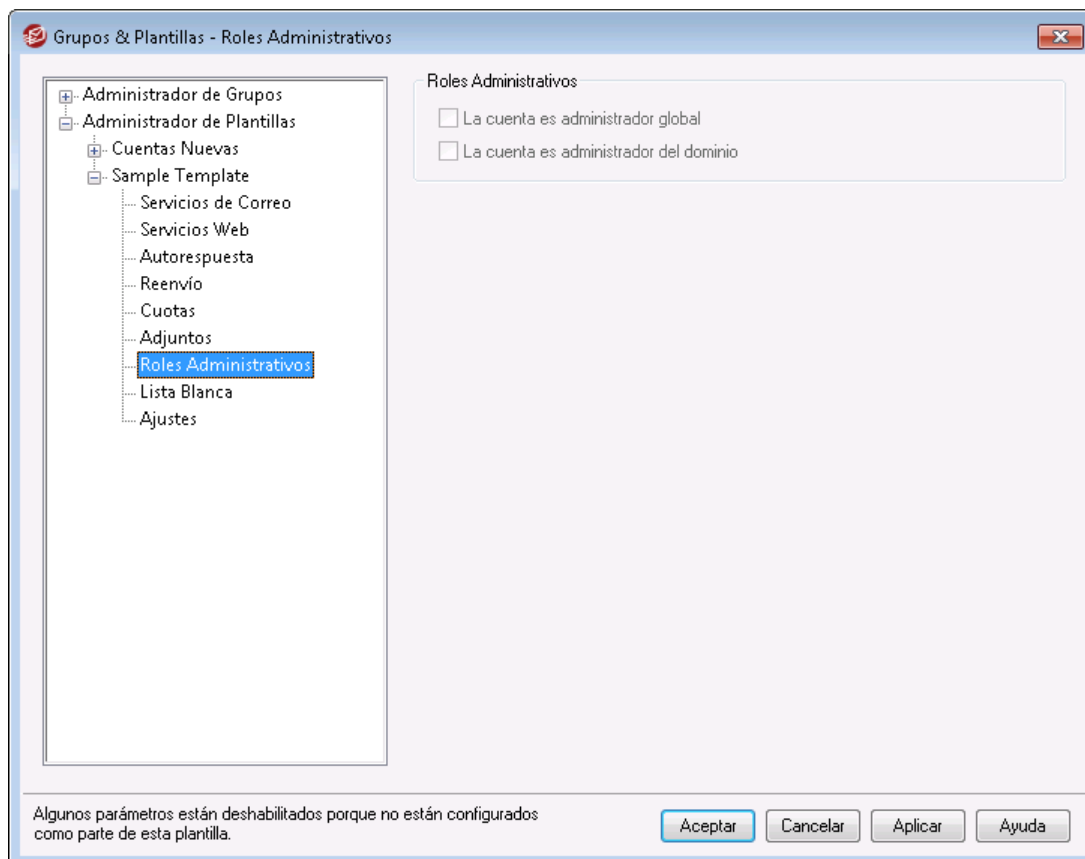 Grupos & Plantillas - Roles Administrativos
Administrador de Grupos
Administrador de Plantillas
Cuentas Nuevas
Sample Template
Servicios de Correo
Servicios Web
Autorespuesta
Reenvío
Cuotas
Adjuntos
Roles Administrativos
Lista Blanca
Ajustes
Roles Administrativos
La cuenta es administrador global
La cuenta es administrador del dominio
Algunos parámetros están deshabilitados porque no están configurados
como parte de esta plantilla.
Aceptar
Cancelar
Aplicar
Ayuda